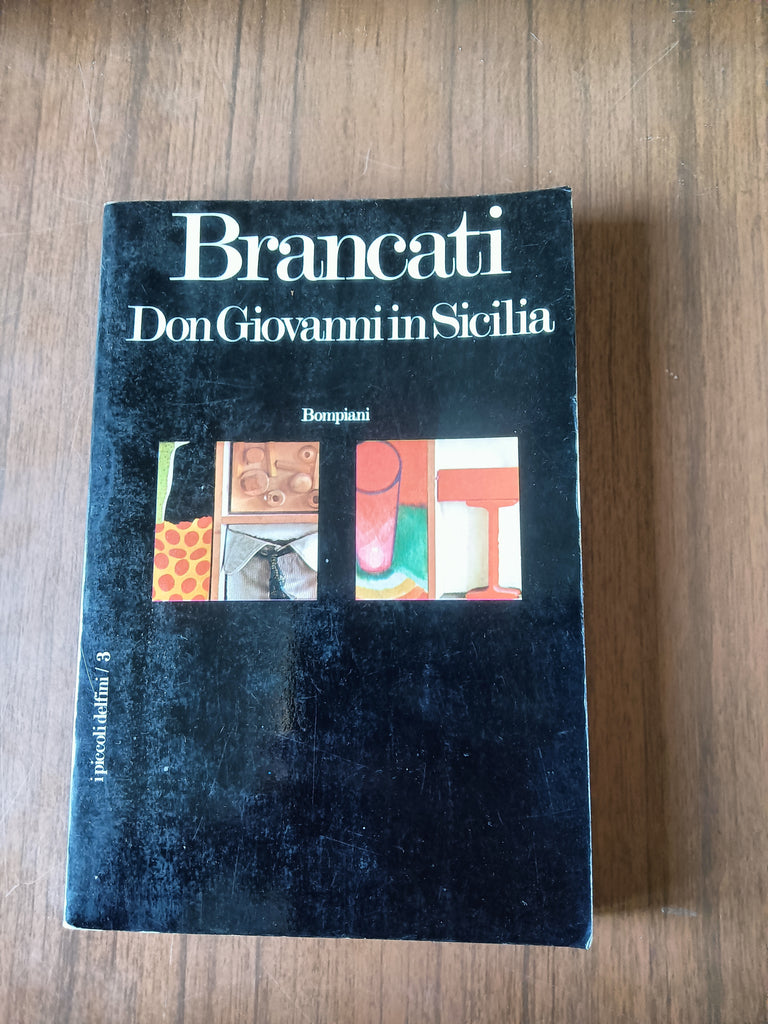 Brancati
Don Giovanni in Sicilia
Bompiani
i piccoli delfini / 3